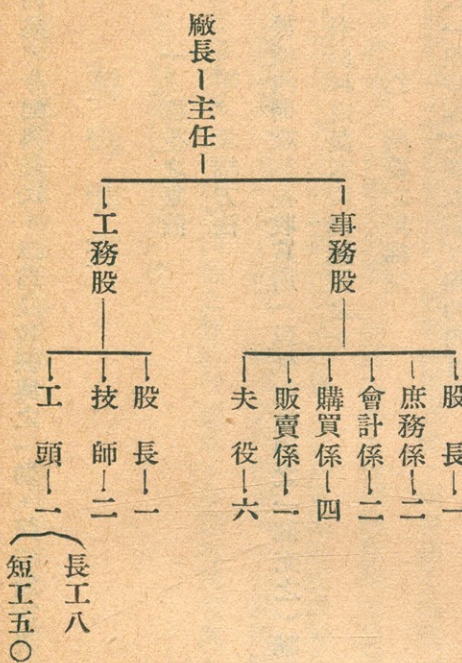 廠長—主任
事務股
股長—一
庶務係—二
會計係—二
購買係—四
販賣係—一
夫役—六
工務股
股長—一
技師—二
工頭—一
長工八
短工五〇